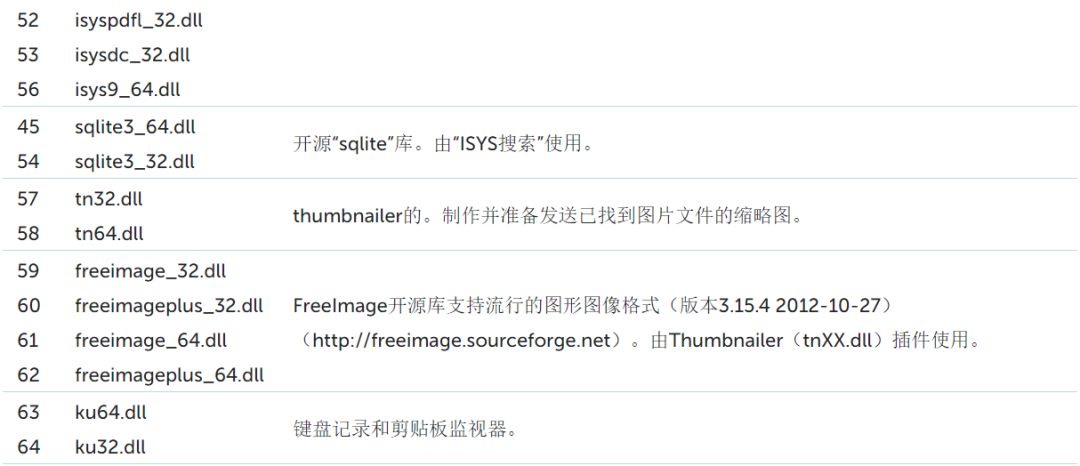 52 isyspdfl_32.dll
53 isysdc_32.dll
56 isys9_64.dll
45 sqlite3_64.dll
开源“sqlite”库。由“ISYS搜索”使用。
54 sqlite3_32.dll
57 tn32.dll
thumbnailer的。制作并准备发送已找到图片文件的缩略图。
58 tn64.dll
59 freeimage_32.dll
60 freeimageplus_32.dll FreeImage开源库支持流行的图形图像格式（版本3.15.4 2012-10-27）
61 freeimage_64.dll （http://freeimage.sourceforge.net）。由Thumbnailer（tnXX.dll）插件使用。
62 freeimageplus_64.dll
63 ku64.dll
键盘记录和剪贴板监视器。
64 ku32.dll